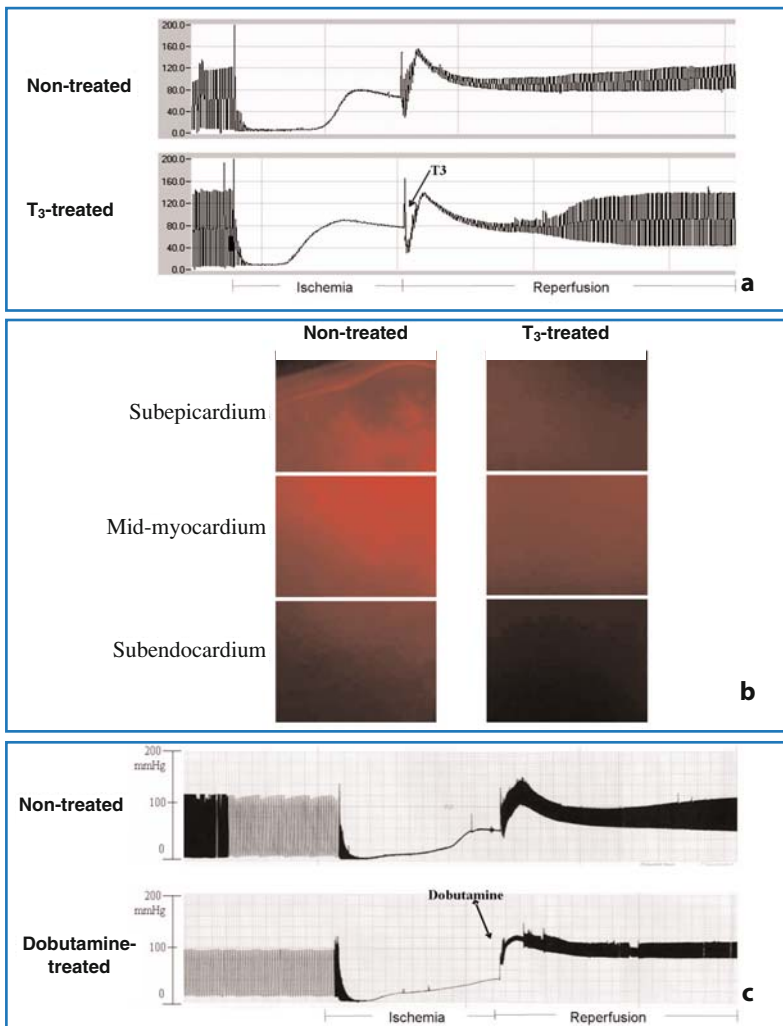 200.0
160.0
120.0
80.0
40.0
0.0
Non-treated
200.0
160.0
120.0
80.0
40.0
0.0
T3
T₃-treated
Ischemia
Reperfusion
a
Non-treated
T₃-treated
Subepicardium
Mid-myocardium
Subendocardium
b
200
mmHg
100
0
Non-treated
200
mmHg
100
0
Dobutamine
Dobutamine-
treated
Ischemia
Reperfusion
c